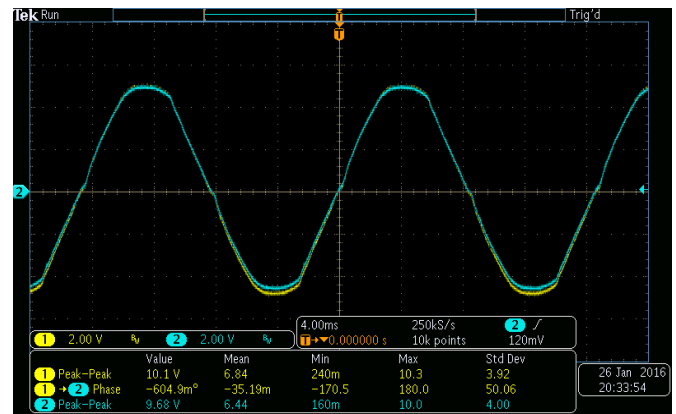 Tek Run Trig'd
T
T
2
1 2.00 V BW 2 2.00 V BW
4.00ms 250kS/s 2
T→▼0.000000 s 10k points 120mV
Value Mean Min Max Std Dev
1 Peak-Peak 10.1 V 6.84 240m 10.3 3.92
1 → 2 Phase −604.9m° −35.19m −170.5 180.0 50.06
2 Peak-Peak 9.68 V 6.44 160m 10.0 4.00
26 Jan 2016
20:33:54